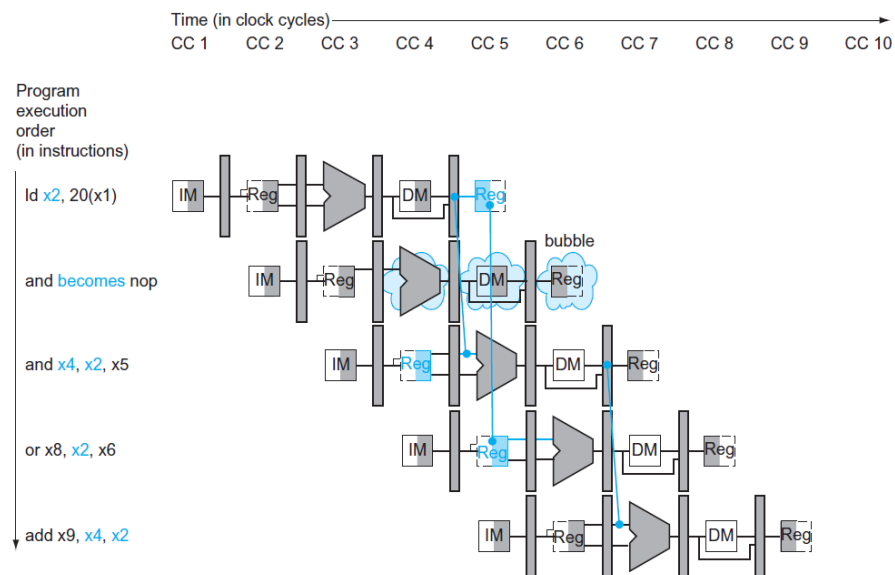 Time (in clock cycles)
CC 1 CC 2 CC 3 CC 4 CC 5 CC 6 CC 7 CC 8 CC 9 CC 10
Program
execution
order
(in instructions)
ld x2, 20(x1)
IM Reg DM Reg
bubble
and becomes nop
IM Reg DM Reg
and x4, x2, x5
IM Reg DM Reg
or x8, x2, x6
IM Reg DM Reg
add x9, x4, x2
IM Reg DM Reg